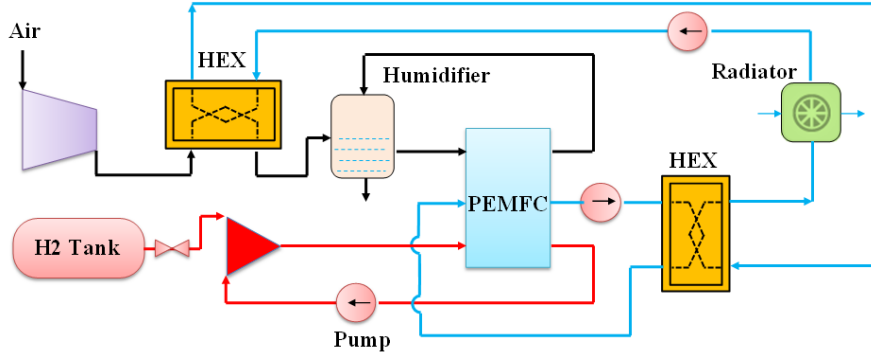 Air
HEX
Humidifier
Radiator
HEX
PEMFC
H2 Tank
Pump